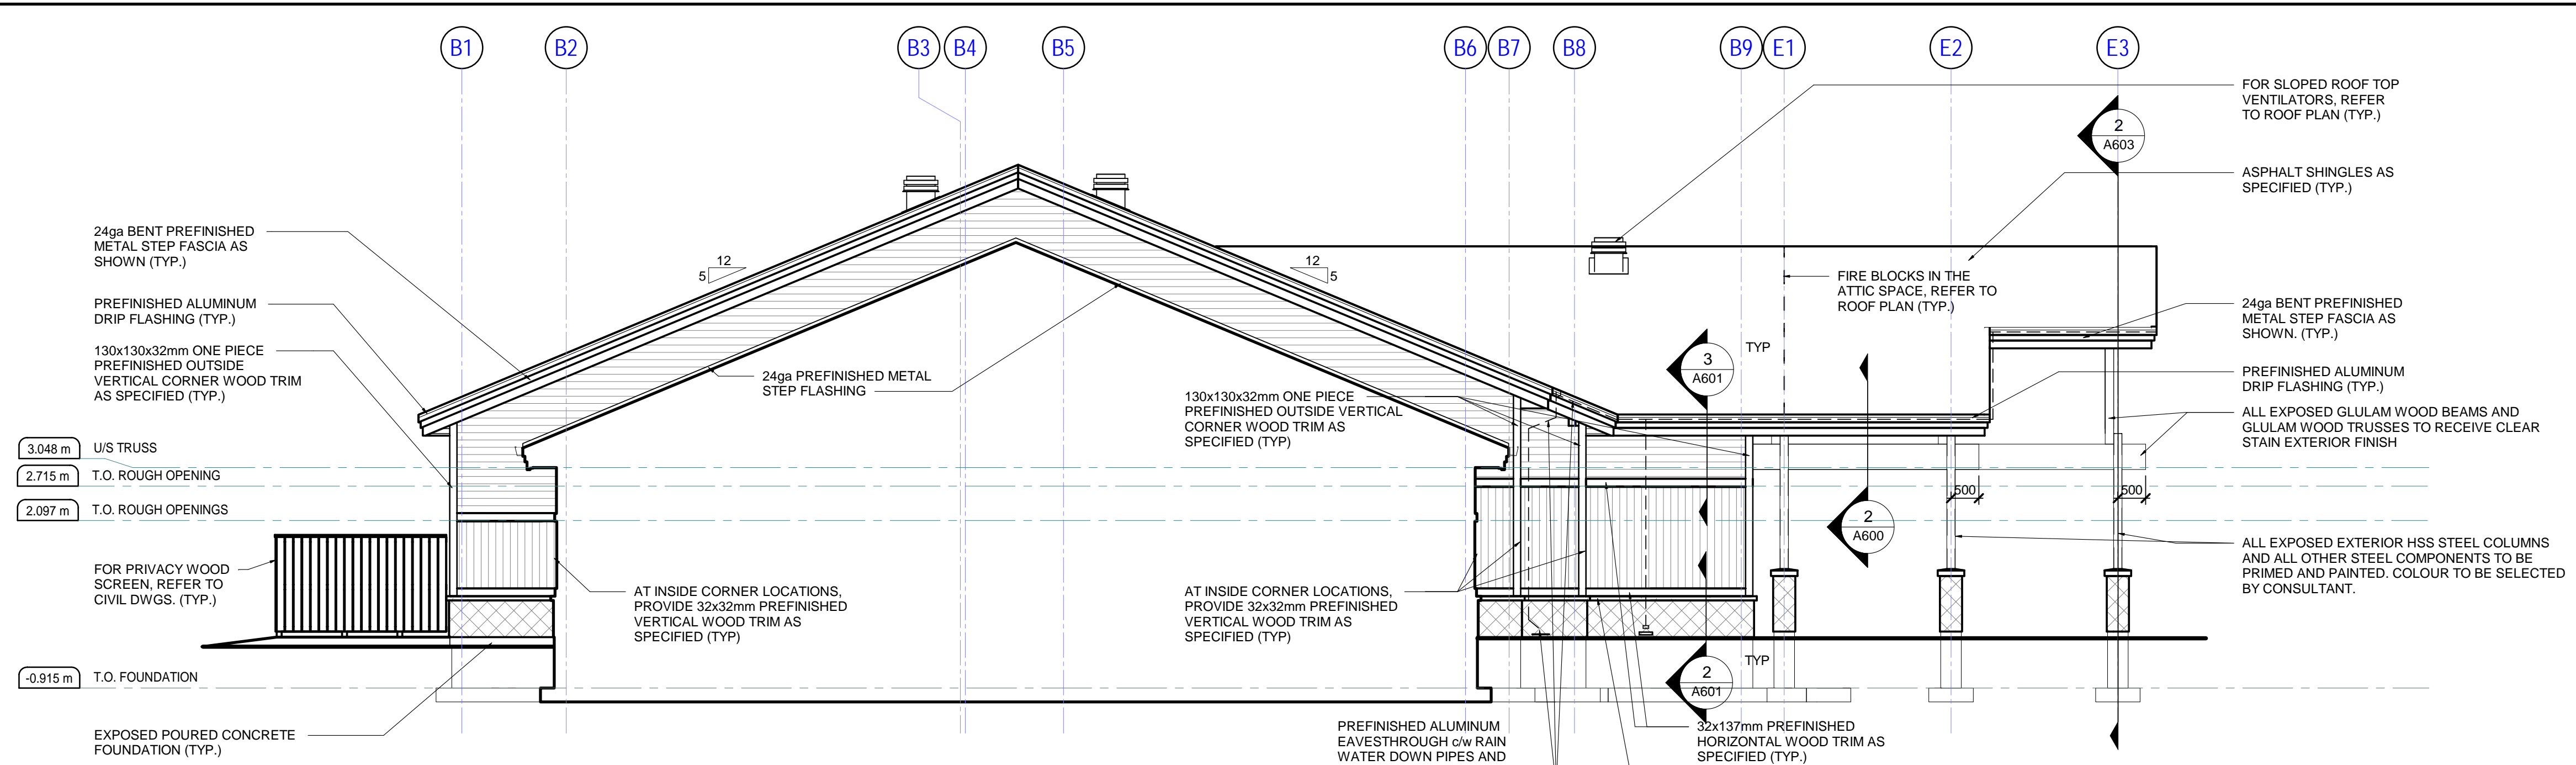 B1
B2
B3
B4
B5
B6
B7
B8
B9
E1
E2
E3
FOR SLOPED ROOF TOP
VENTILATORS, REFER
TO ROOF PLAN (TYP.)
2
A603
ASPHALT SHINGLES AS
SPECIFIED (TYP.)
24ga BENT PREFINISHED
METAL STEP FASCIA AS
SHOWN (TYP.)
12
5
12
5
FIRE BLOCKS IN THE
ATTIC SPACE, REFER TO
ROOF PLAN (TYP.)
PREFINISHED ALUMINUM
DRIP FLASHING (TYP.)
24ga BENT PREFINISHED
METAL STEP FASCIA AS
SHOWN. (TYP.)
130x130x32mm ONE PIECE
PREFINISHED OUTSIDE
VERTICAL CORNER WOOD TRIM
AS SPECIFIED (TYP.)
24ga PREFINISHED METAL
STEP FLASHING
3
A601
TYP
PREFINISHED ALUMINUM
DRIP FLASHING (TYP.)
130x130x32mm ONE PIECE
PREFINISHED OUTSIDE VERTICAL
CORNER WOOD TRIM AS
SPECIFIED (TYP)
ALL EXPOSED GLULAM WOOD BEAMS AND
GLULAM WOOD TRUSSES TO RECEIVE CLEAR
STAIN EXTERIOR FINISH
3.048 m
U/S TRUSS
2.715 m
T.O. ROUGH OPENING
2.097 m
T.O. ROUGH OPENINGS
500
500
2
A600
FOR PRIVACY WOOD
SCREEN, REFER TO
CIVIL DWGS. (TYP.)
AT INSIDE CORNER LOCATIONS,
PROVIDE 32x32mm PREFINISHED
VERTICAL WOOD TRIM AS
SPECIFIED (TYP)
AT INSIDE CORNER LOCATIONS,
PROVIDE 32x32mm PREFINISHED
VERTICAL WOOD TRIM AS
SPECIFIED (TYP)
ALL EXPOSED EXTERIOR HSS STEEL COLUMNS
AND ALL OTHER STEEL COMPONENTS TO BE
PRIMED AND PAINTED. COLOUR TO BE SELECTED
BY CONSULTANT.
-0.915 m
T.O. FOUNDATION
2
A601
TYP
EXPOSED POURED CONCRETE
FOUNDATION (TYP.)
PREFINISHED ALUMINUM
EAVESTHROUGH c/w RAIN
WATER DOWN PIPES AND
32x137mm PREFINISHED
HORIZONTAL WOOD TRIM AS
SPECIFIED (TYP.)